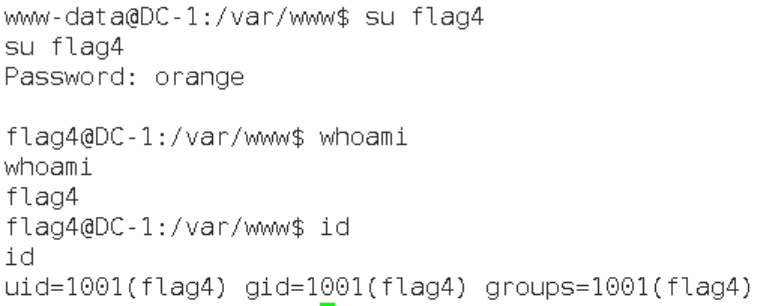 www-data@DC-1:/var/www$ su flag4
su flag4
Password: orange

flag4@DC-1:/var/www$ whoami
whoami
flag4
flag4@DC-1:/var/www$ id
id
uid=1001(flag4) gid=1001(flag4) groups=1001(flag4)